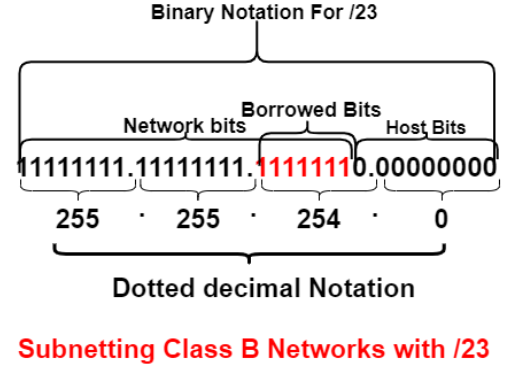 Binary Notation For /23
Borrowed Bits
Network bits
Host Bits
11111111.11111111.11111110.00000000
255 . 255 . 254 . 0
Dotted decimal Notation
Subnetting Class B Networks with /23